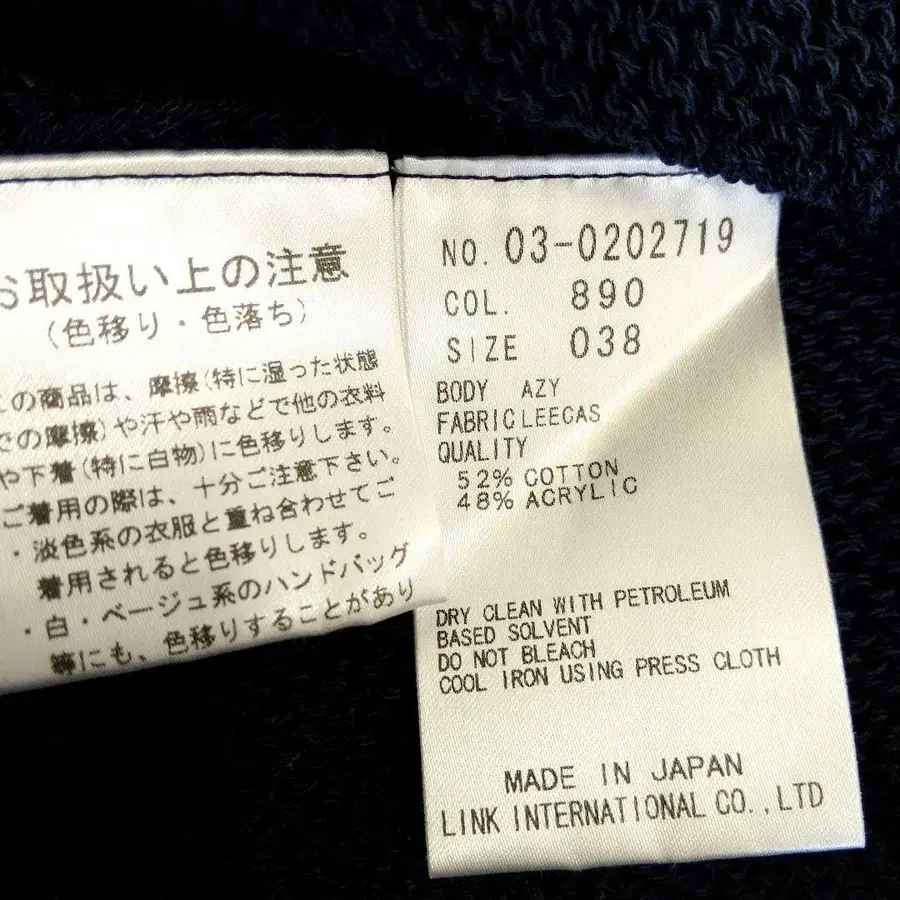 お取扱い上の注意
(色移り・色落ち)
この商品は、摩擦(特に湿った状態
での摩擦)や汗や雨などで他の衣料
や下着(特に白物)に色移りします。
ご着用の際は、十分ご注意下さい。
・淡色系の衣服と重ね合わせてご
着用されると色移りします。
・白・ベージュ系のハンドバッグ
等にも、色移りすることがあり
NO. 03-0202719
COL. 890
SIZE 038
BODY AZY
FABRIC LEECAS
QUALITY
52% COTTON
48% ACRYLIC
DRY CLEAN WITH PETROLEUM
BASED SOLVENT
DO NOT BLEACH
COOL IRON USING PRESS CLOTH
MADE IN JAPAN
LINK INTERNATIONAL CO.,LTD